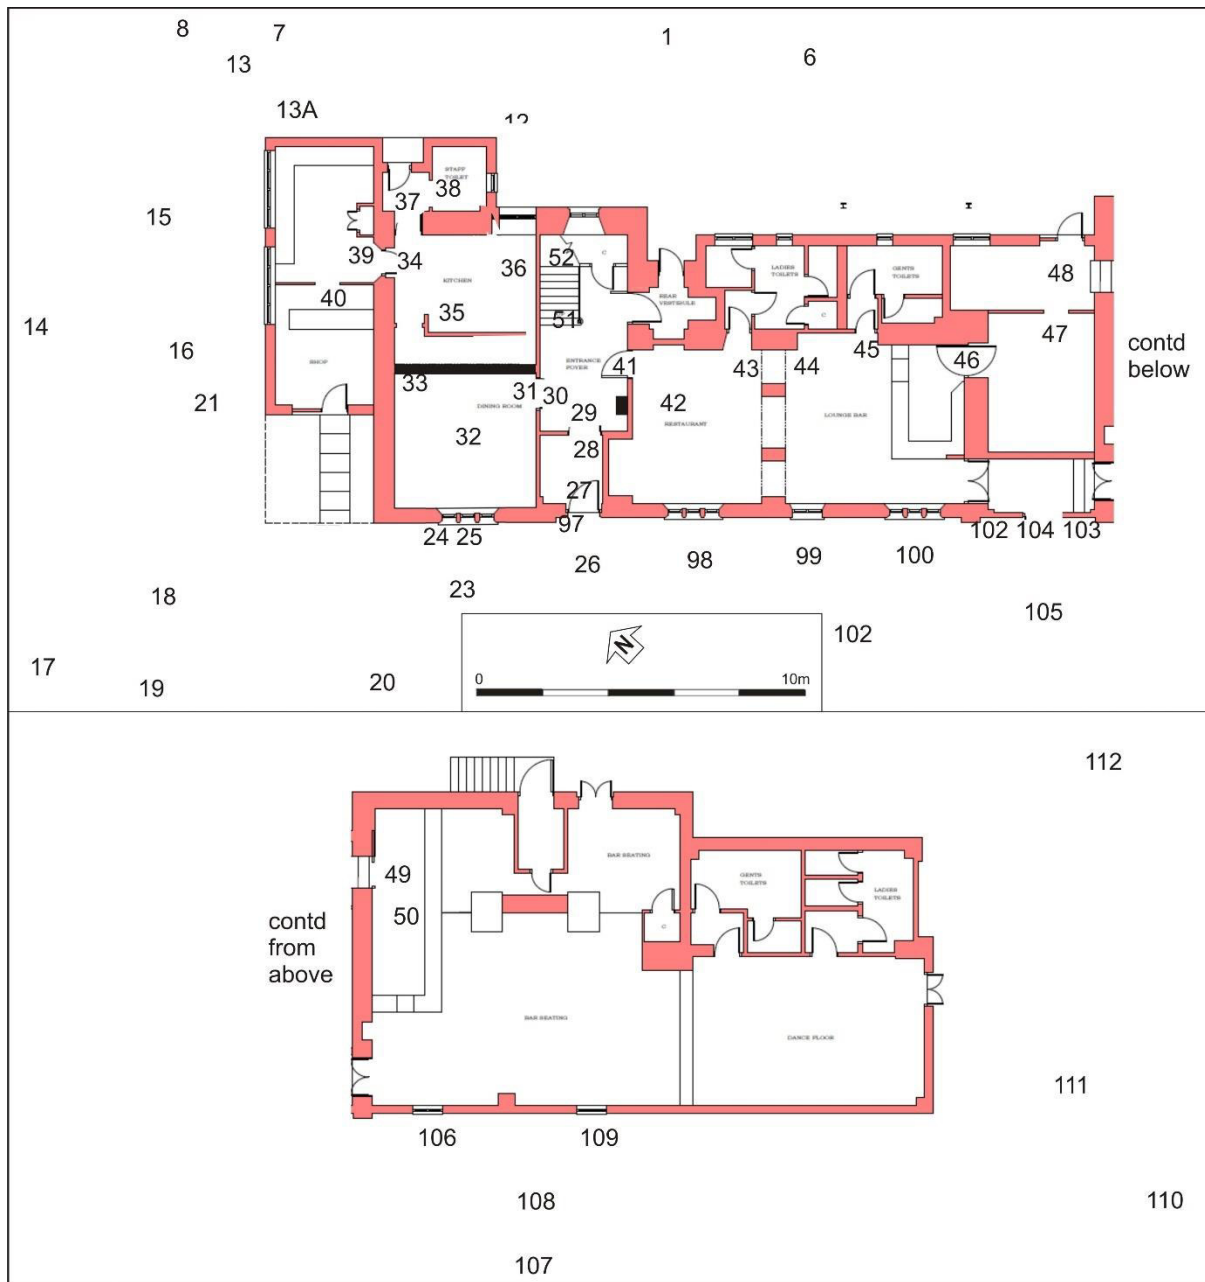 8
7
1
6
13
13A
12
STAFF
TOILET
38
37
15
52
C
LADIES
TOILETS
GENTS
TOILETS
48
39
34
36
KITCHEN
40
35
51
REAR
VESTIBULE
C
47
14
16
SHOP
33
31
ENTRANCE
FOYER
41
43
44
45
46
contd
below
21
DINING ROOM
30
29
42
RESTAURANT
LOUNGE BAR
32
28
27
24
25
97
26
98
99
100
102
104
103
18
23
105
102
17
19
20
N
0
10m
112
BAR SEATING
49
50
GENTS
TOILETS
LADIES
TOILETS
C
contd
from
above
BAR SEATING
DANCE FLOOR
111
106
109
108
110
107